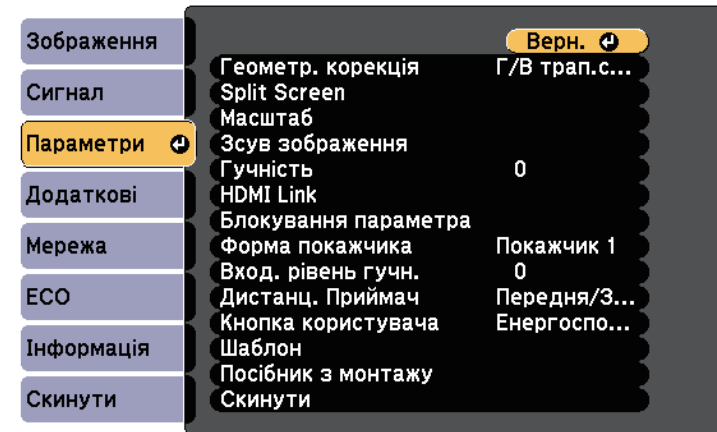 Зображення
Сигнал
Параметри
Додаткові
Мережа
ECO
Інформація
Скинути
Верн.
Геометр. корекція Г/В трап.с...
Split Screen
Масштаб
Зсув зображення
Гучність 0
HDMI Link
Блокування параметра
Форма покажчика Покажчик 1
Вход. рівень гучн. 0
Дистанц. Приймач Передня/З...
Кнопка користувача Енергоспо...
Шаблон
Посібник з монтажу
Скинути